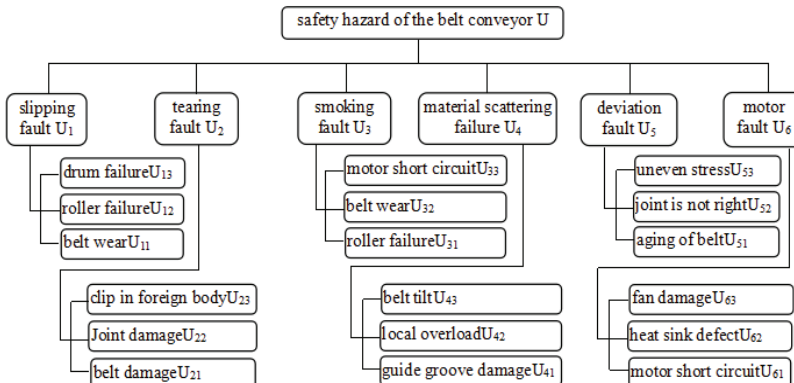 safety hazard of the belt conveyor U
slipping
fault U₁
tearing
fault U₂
smoking
fault U₃
material scattering
failure U₄
deviation
fault U₅
motor
fault U₆
drum failureU₁₃
roller failureU₁₂
belt wearU₁₁
motor short circuitU₃₃
belt wearU₃₂
roller failureU₃₁
uneven stressU₅₃
joint is not rightU₅₂
aging of beltU₅₁
clip in foreign bodyU₂₃
Joint damageU₂₂
belt damageU₂₁
belt tiltU₄₃
local overloadU₄₂
guide groove damageU₄₁
fan damageU₆₃
heat sink defectU₆₂
motor short circuitU₆₁